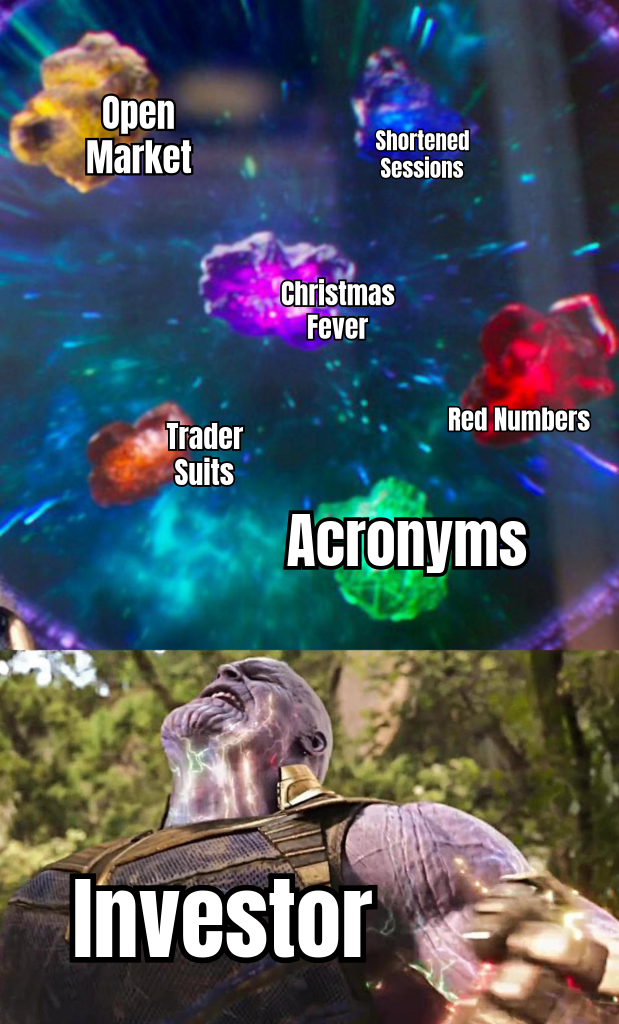 Open
Market
Shortened
Sessions
Christmas
Fever
Red Numbers
Trader
Suits
Acronyms
Investor